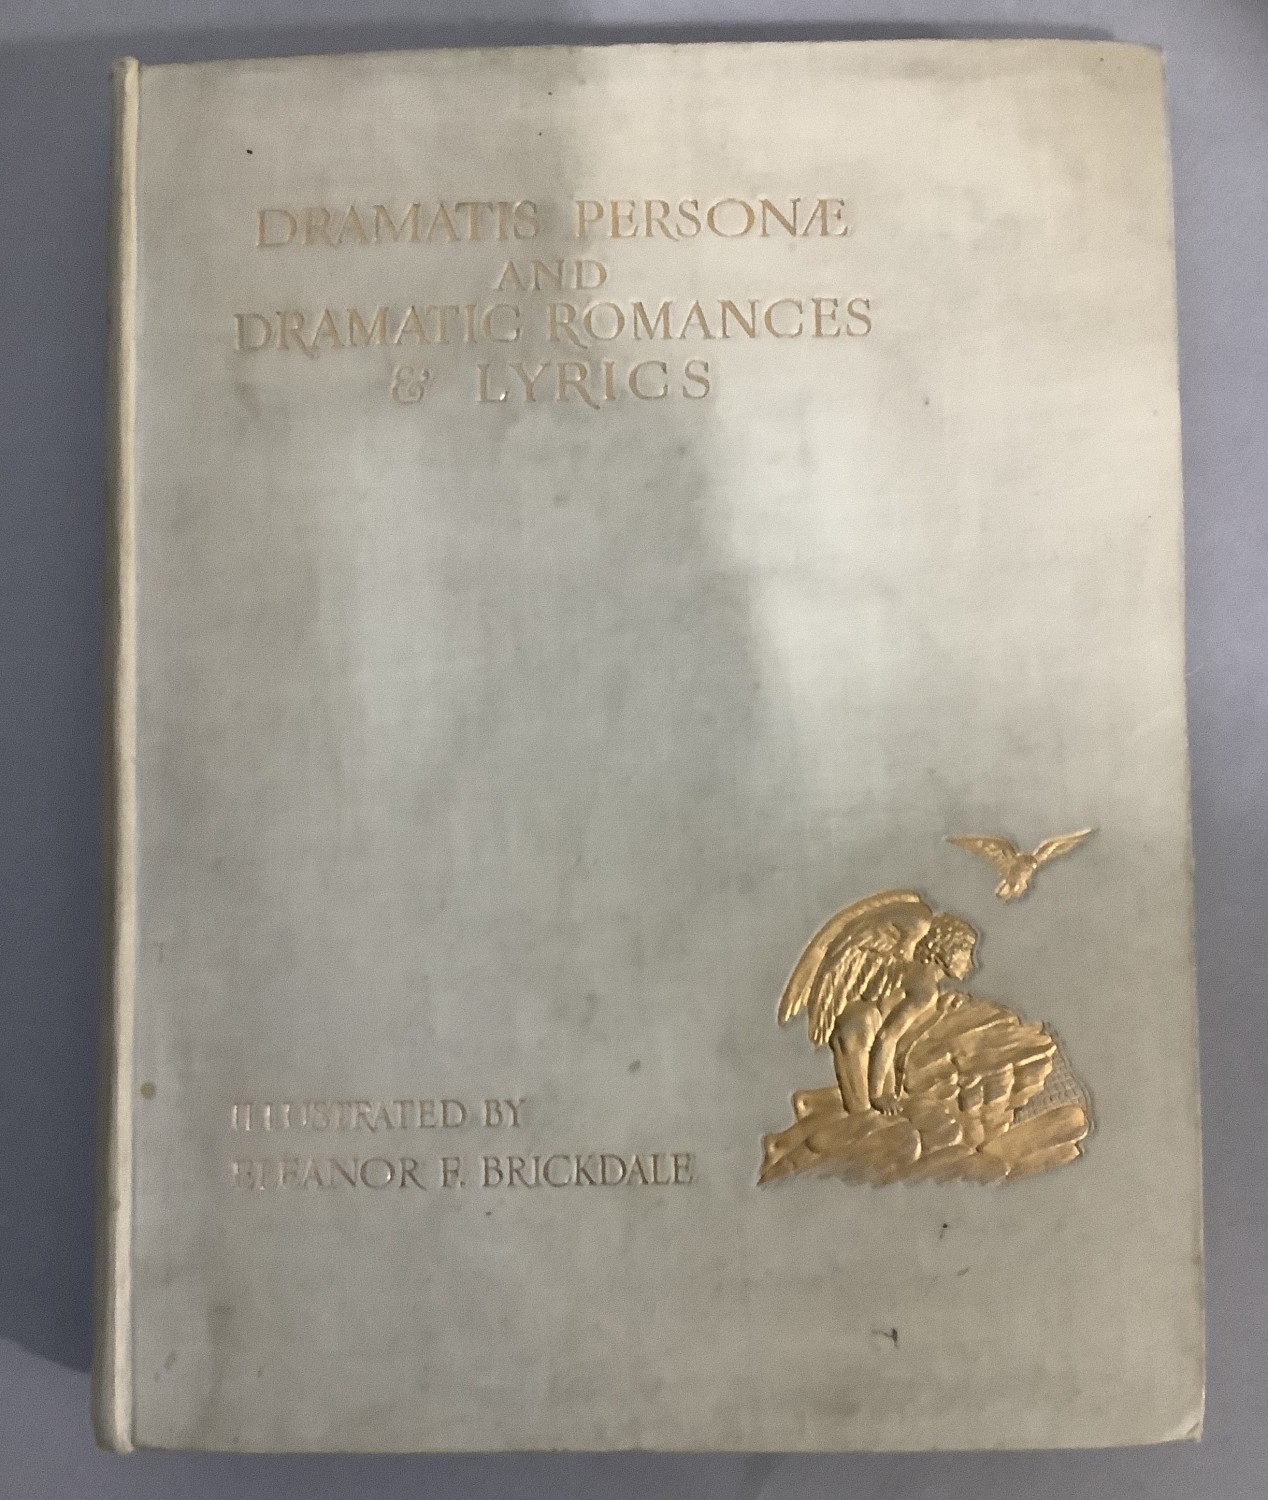 DRAMATIS PERSONÆ
AND
DRAMATIC ROMANCES
& LYRICS
ILLUSTRATED BY
ELEANOR F. BRICKDALE